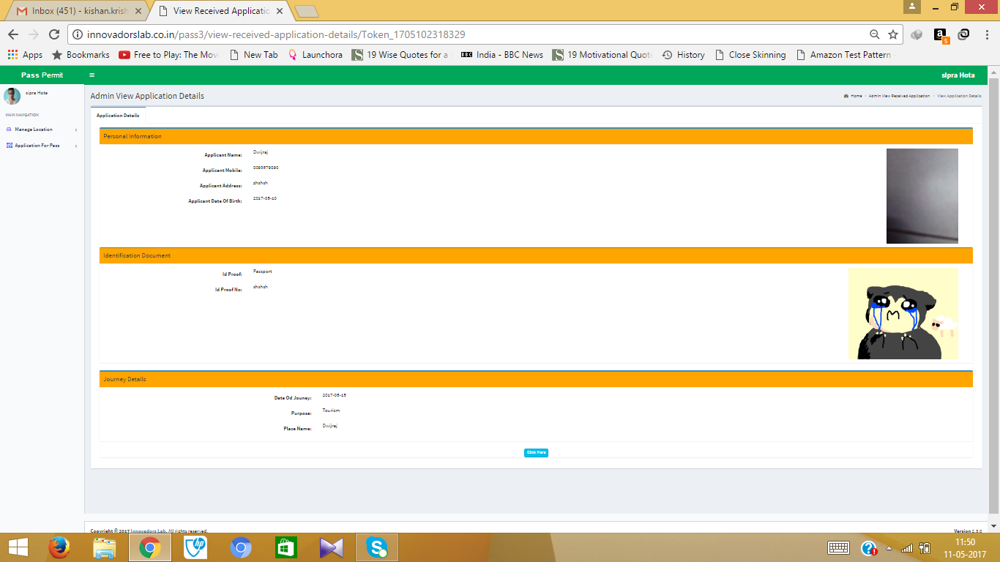 Inbox (451) - kishan.krish
View Received Applicatio
innovadorslab.co.in/pass3/view-received-application-details/Token_1705102318329
Apps Bookmarks Free to Play: The Mov New Tab Launchora 19 Wise Quotes for a BBC India - BBC News 19 Motivational Quot History Close Skinning Amazon Test Pattern
Pass Permit
sipra Hota
sipra Hota
MAIN NAVIGATION
Manage Location
Application For Pass
Admin View Application Details
Home Admin View Received Application View Application Details
Application Details
Personal Information
Applicant Name: Dwijraj
Applicant Mobile:
Applicant Address: shshsh
Applicant Date Of Birth: 2017-05-10
Identification Document
Id Proof: Passport
Id Proof No: shshsh
Journey Details
Date Od Jouney: 2017-05-15
Purpose: Tourism
Place Name: Dwijraj
Click Here
Copyright © 2017 Innovadors Lab. All rights reserved.
Version 2.3.0
11:50
11-05-2017